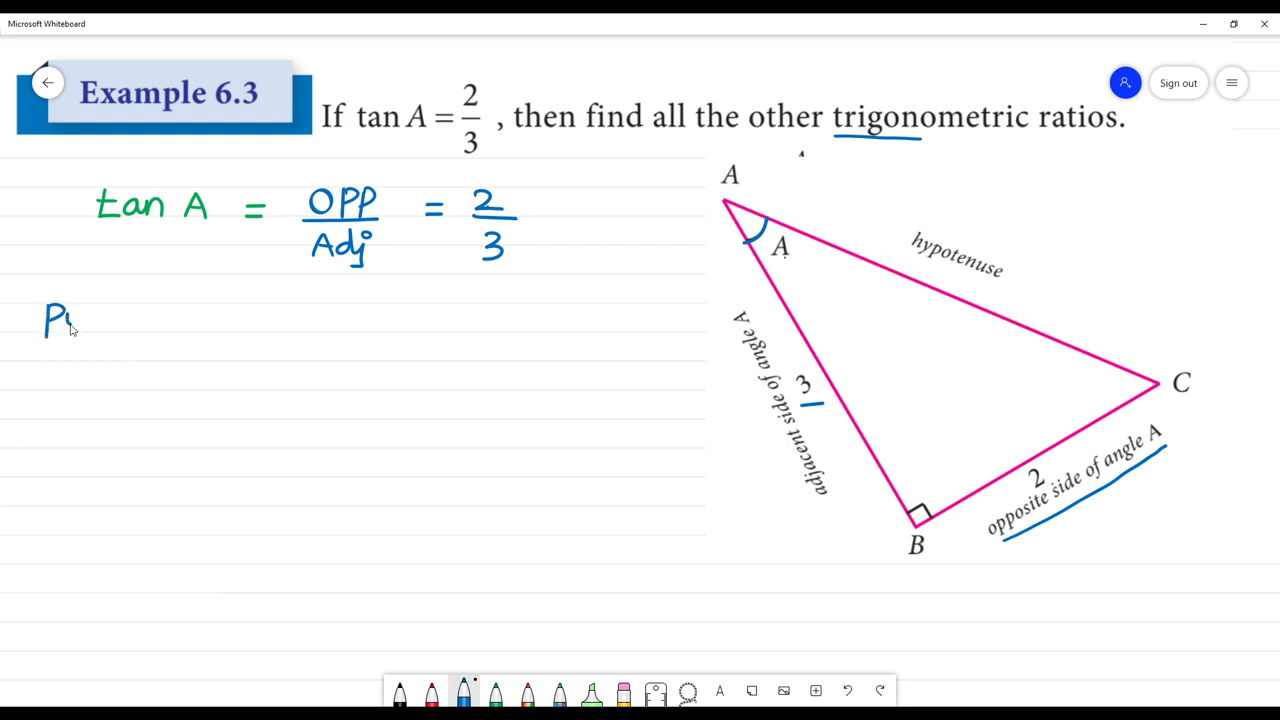 Microsoft Whiteboard
Example 6.3
If tan A = 2/3 , then find all the other trigonometric ratios.
Sign out
tan A = OPP/Adj = 2/3
A
A
hypotenuse
adjacent side of angle A
3
C
2
opposite side of angle A
B
A